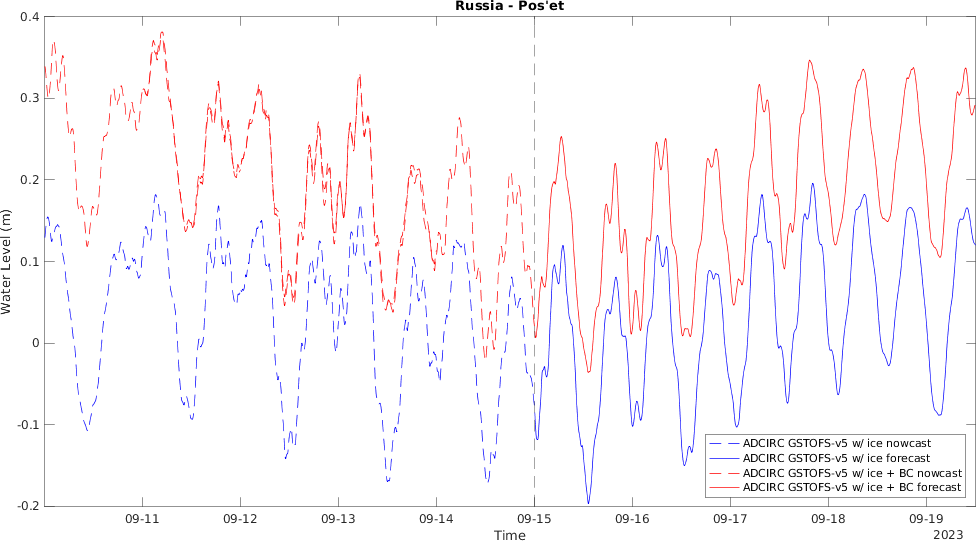 Russia - Pos'et
Water Level (m)
0.4
0.3
0.2
0.1
0
-0.1
-0.2
ADCIRC GSTOFS-v5 w/ ice nowcast
ADCIRC GSTOFS-v5 w/ ice forecast
ADCIRC GSTOFS-v5 w/ ice + BC nowcast
ADCIRC GSTOFS-v5 w/ ice + BC forecast
09-11 09-12 09-13 09-14 09-15 09-16 09-17 09-18 09-19
Time
2023